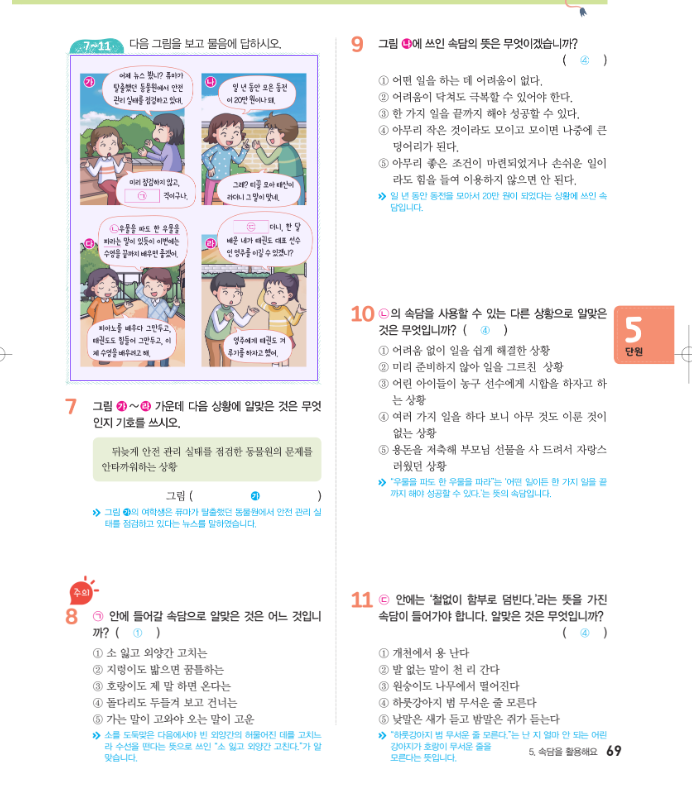 7~11 다음 그림을 보고 물음에 답하시오.
가
어제 뉴스 봤니? 퓨마가
탈출했던 동물원에서 안전
관리 실태를 점검하고 있대.
미리 점검하지 않고,
㉠ 격이구나.
나
일 년 동안 모은 동전
이 20만 원이나 돼.
그래? 티끌 모아 태산이
라더니 그 말이 맞네.
다
㉡우물을 파도 한 우물을
파라는 말이 있듯이 이번에는
수영을 끝까지 배우면 좋겠어.
피아노를 배우다 그만두고,
태권도도 힘들어 그만두고, 이
제 수영을 배우려고 해.
라
㉢ 더니, 한 달
배운 네가 태권도 대표 선수
인 영주를 이길 수 있겠니?
영주에게 태권도 겨
루기를 하자고 했어.
7 그림 가~라 가운데 다음 상황에 알맞은 것은 무엇
인지 기호를 쓰시오.
뒤늦게 안전 관리 실태를 점검한 동물원의 문제를
안타까워하는 상황
그림 ( 가 )
그림 가의 여학생은 퓨마가 탈출했던 동물원에서 안전 관리 실
태를 점검하고 있다는 뉴스를 말하였습니다.
주의
8 ㉠ 안에 들어갈 속담으로 알맞은 것은 어느 것입니
까? ( ① )
① 소 잃고 외양간 고치는
② 지렁이도 밟으면 꿈틀하는
③ 호랑이도 제 말 하면 온다는
④ 돌다리도 두들겨 보고 건너는
⑤ 가는 말이 고와야 오는 말이 고운
소를 도둑맞은 다음에서야 빈 외양간의 허물어진 데를 고치느
라 수선을 떤다는 뜻으로 쓰인 “소 잃고 외양간 고친다.”가 알
맞습니다.
9 그림 나에 쓰인 속담의 뜻은 무엇이겠습니까?
( ④ )
① 어떤 일을 하는 데 어려움이 없다.
② 어려움이 닥쳐도 극복할 수 있어야 한다.
③ 한 가지 일을 끝까지 해야 성공할 수 있다.
④ 아무리 작은 것이라도 모이고 모이면 나중에 큰
덩어리가 된다.
⑤ 아무리 좋은 조건이 마련되었거나 손쉬운 일이
라도 힘을 들여 이용하지 않으면 안 된다.
일 년 동안 동전을 모아서 20만 원이 되었다는 상황에 쓰인 속
담입니다.
10 ㉡의 속담을 사용할 수 있는 다른 상황으로 알맞은
것은 무엇입니까? ( ④ )
① 어려움 없이 일을 쉽게 해결한 상황
② 미리 준비하지 않아 일을 그르친 상황
③ 어린 아이들이 농구 선수에게 시합을 하자고 하
는 상황
④ 여러 가지 일을 하다 보니 아무 것도 이룬 것이
없는 상황
⑤ 용돈을 저축해 부모님 선물을 사 드려서 자랑스
러웠던 상황
“우물을 파도 한 우물을 파라”는 ‘어떤 일이든 한 가지 일을 끝
까지 해야 성공할 수 있다.’는 뜻의 속담입니다.
5
단원
11 ㉢ 안에는 ‘철없이 함부로 덤빈다.’라는 뜻을 가진
속담이 들어가야 합니다. 알맞은 것은 무엇입니까?
( ④ )
① 개천에서 용 난다
② 발 없는 말이 천 리 간다
③ 원숭이도 나무에서 떨어진다
④ 하룻강아지 범 무서운 줄 모른다
⑤ 낮말은 새가 듣고 밤말은 쥐가 듣는다
“하룻강아지 범 무서운 줄 모른다.”는 난 지 얼마 안 되는 어린
강아지가 호랑이 무서운 줄을
모른다는 뜻입니다.
5. 속담을 활용해요 69